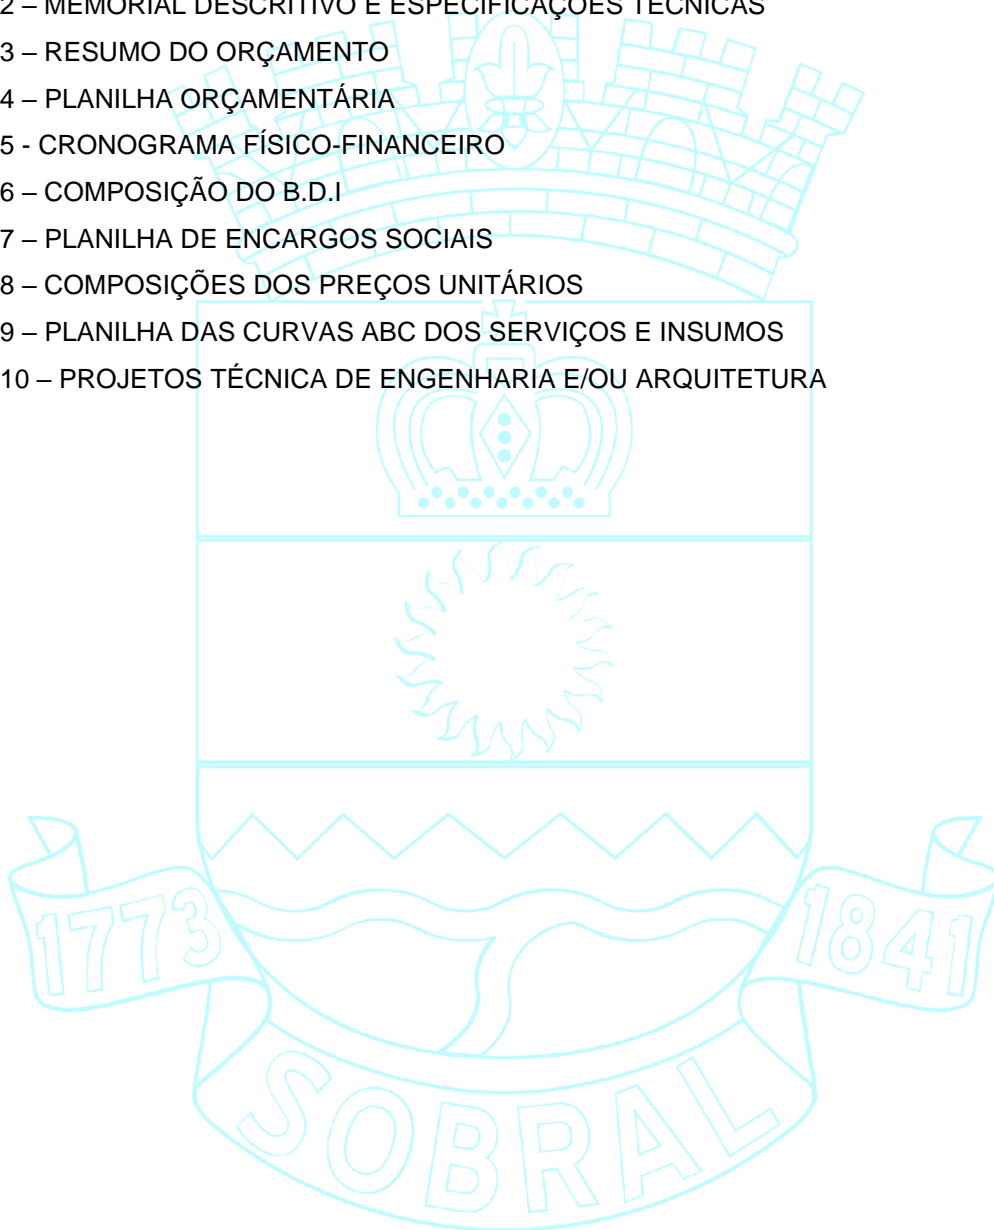 2 – MEMORIAL DESCRITIVO E ESPECIFICAÇÕES TÉCNICAS
3 – RESUMO DO ORÇAMENTO
4 – PLANILHA ORÇAMENTÁRIA
5 - CRONOGRAMA FÍSICO-FINANCEIRO
6 – COMPOSIÇÃO DO B.D.I
7 – PLANILHA DE ENCARGOS SOCIAIS
8 – COMPOSIÇÕES DOS PREÇOS UNITÁRIOS
9 – PLANILHA DAS CURVAS ABC DOS SERVIÇOS E INSUMOS
10 – PROJETOS TÉCNICA DE ENGENHARIA E/OU ARQUITETURA
1773
1841
SOBRAL